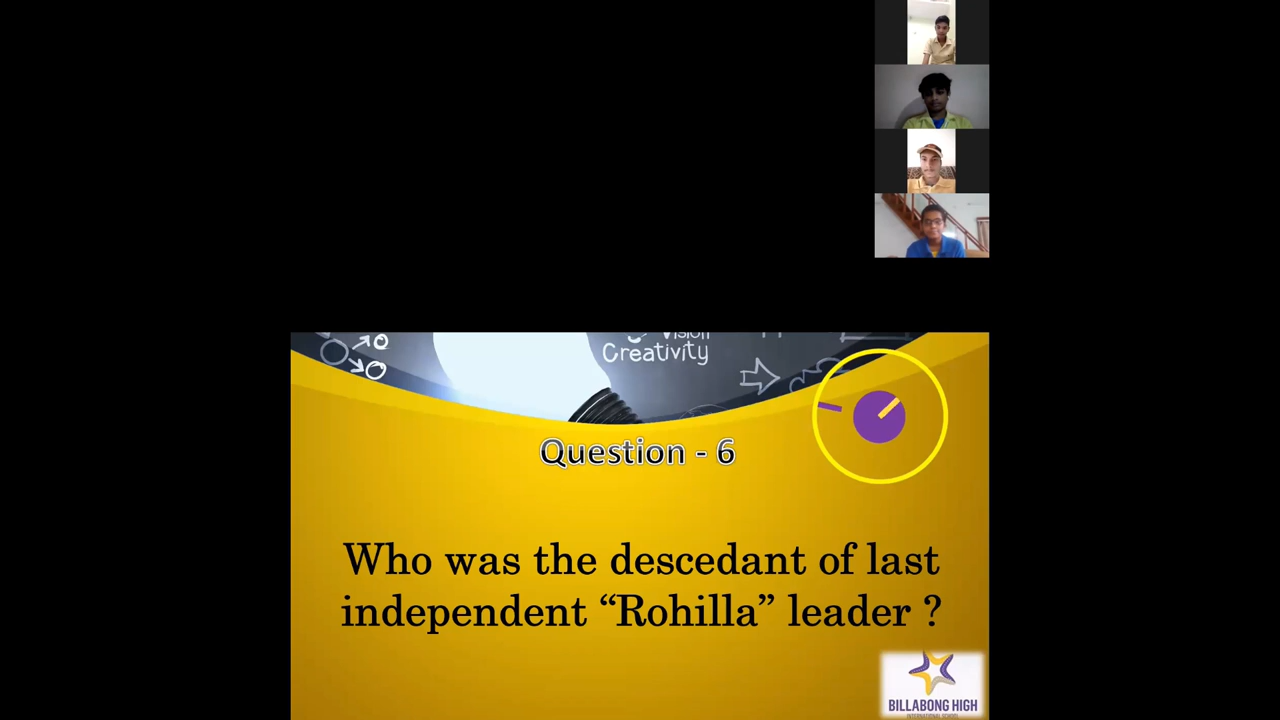 Creativity
Question - 6
Who was the descedant of last
independent “Rohilla” leader ?
BILLABONG HIGH